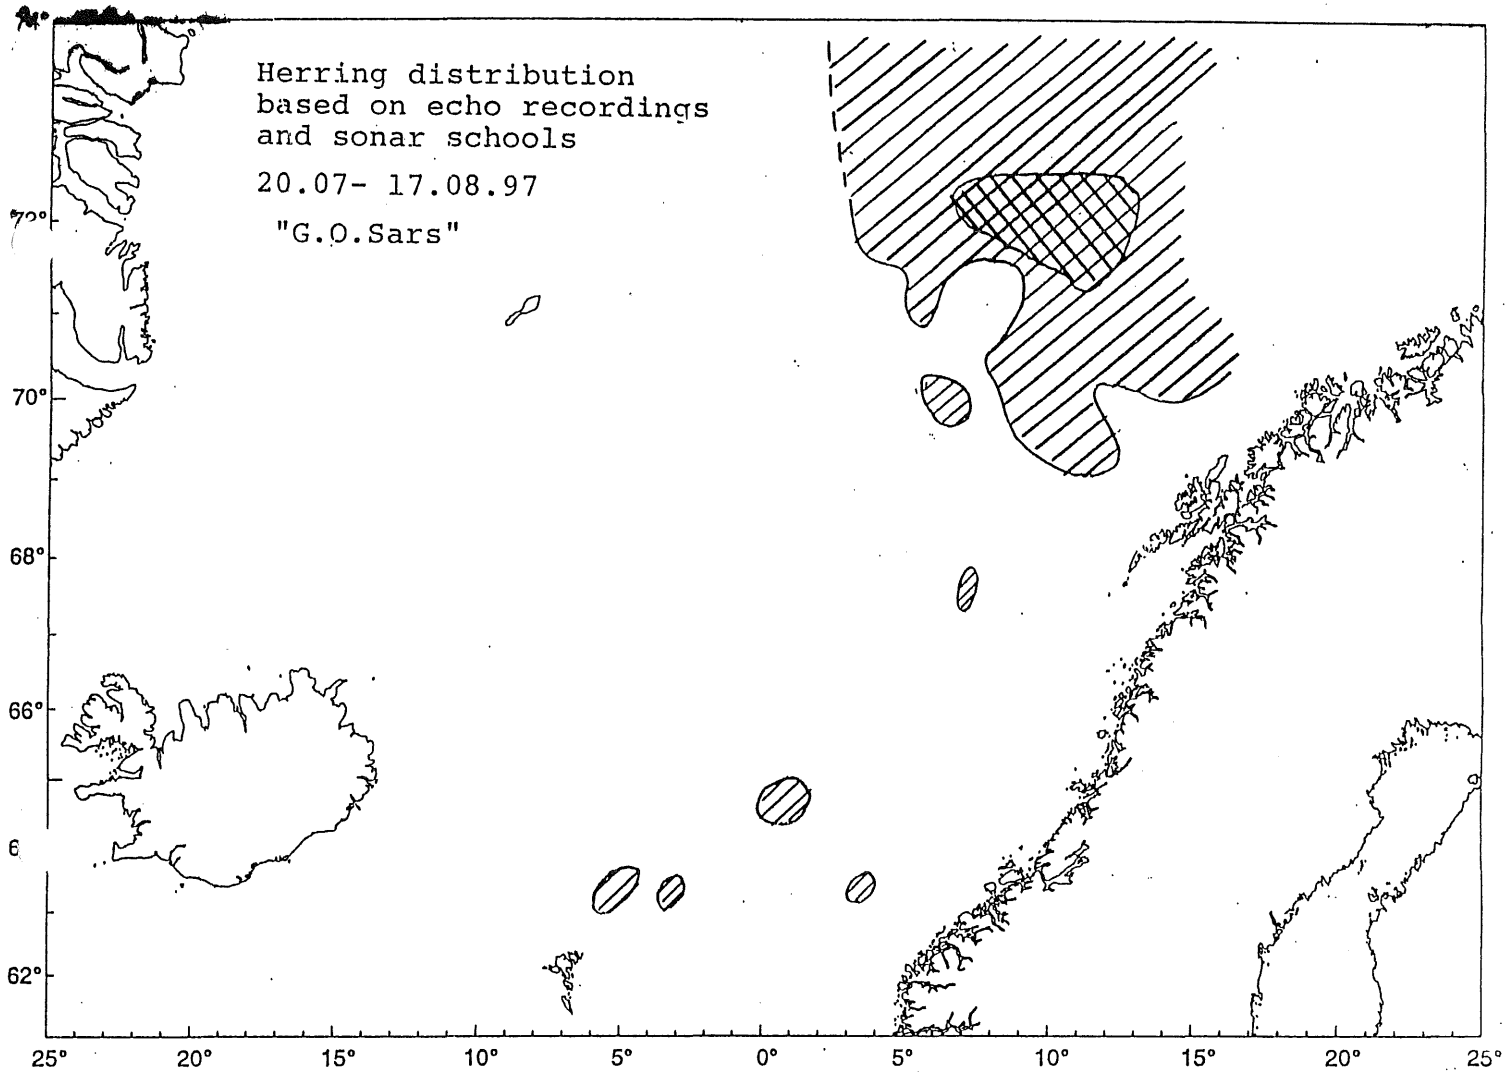 Herring distribution
based on echo recordings
and sonar schools
20.07- 17.08.97
"G.O.Sars"
72°
70°
68°
66°
6
62°
25° 20° 15° 10° 5° 0° 5° 10° 15° 20° 25°